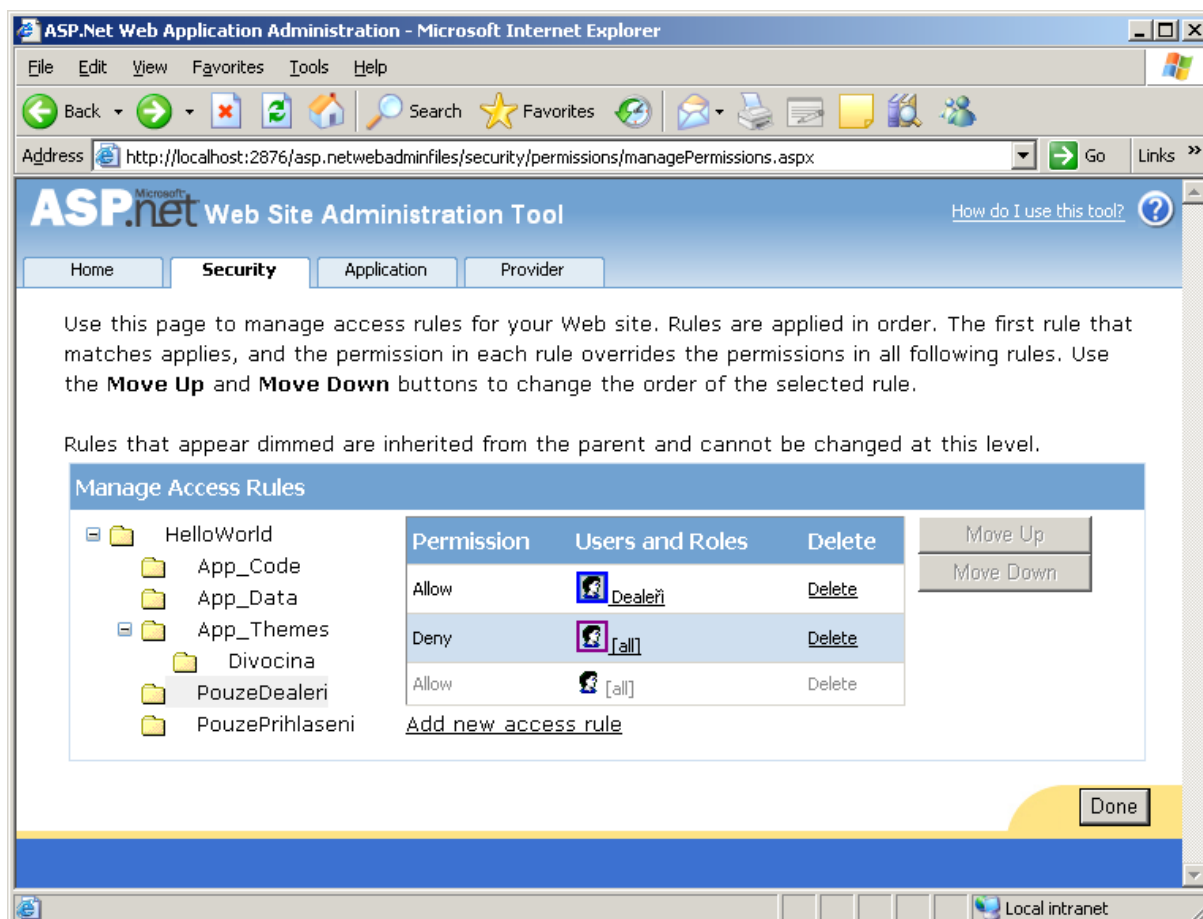 ASP.Net Web Application Administration - Microsoft Internet Explorer
File Edit View Favorites Tools Help
Back Search Favorites
Address http://localhost:2876/asp.netwebadminfiles/security/permissions/managePermissions.aspx Go Links »
Microsoft
ASP.net Web Site Administration Tool How do I use this tool? ?
Home Security Application Provider
Use this page to manage access rules for your Web site. Rules are applied in order. The first rule that
matches applies, and the permission in each rule overrides the permissions in all following rules. Use
the Move Up and Move Down buttons to change the order of the selected rule.
Rules that appear dimmed are inherited from the parent and cannot be changed at this level.
Manage Access Rules
HelloWorld
App_Code
App_Data
App_Themes
Divocina
PouzeDealeri
PouzePrihlaseni
Permission Users and Roles Delete
Allow Dealeři Delete
Deny [all] Delete
Allow [all] Delete
Add new access rule
Move Up
Move Down
Done
Local intranet